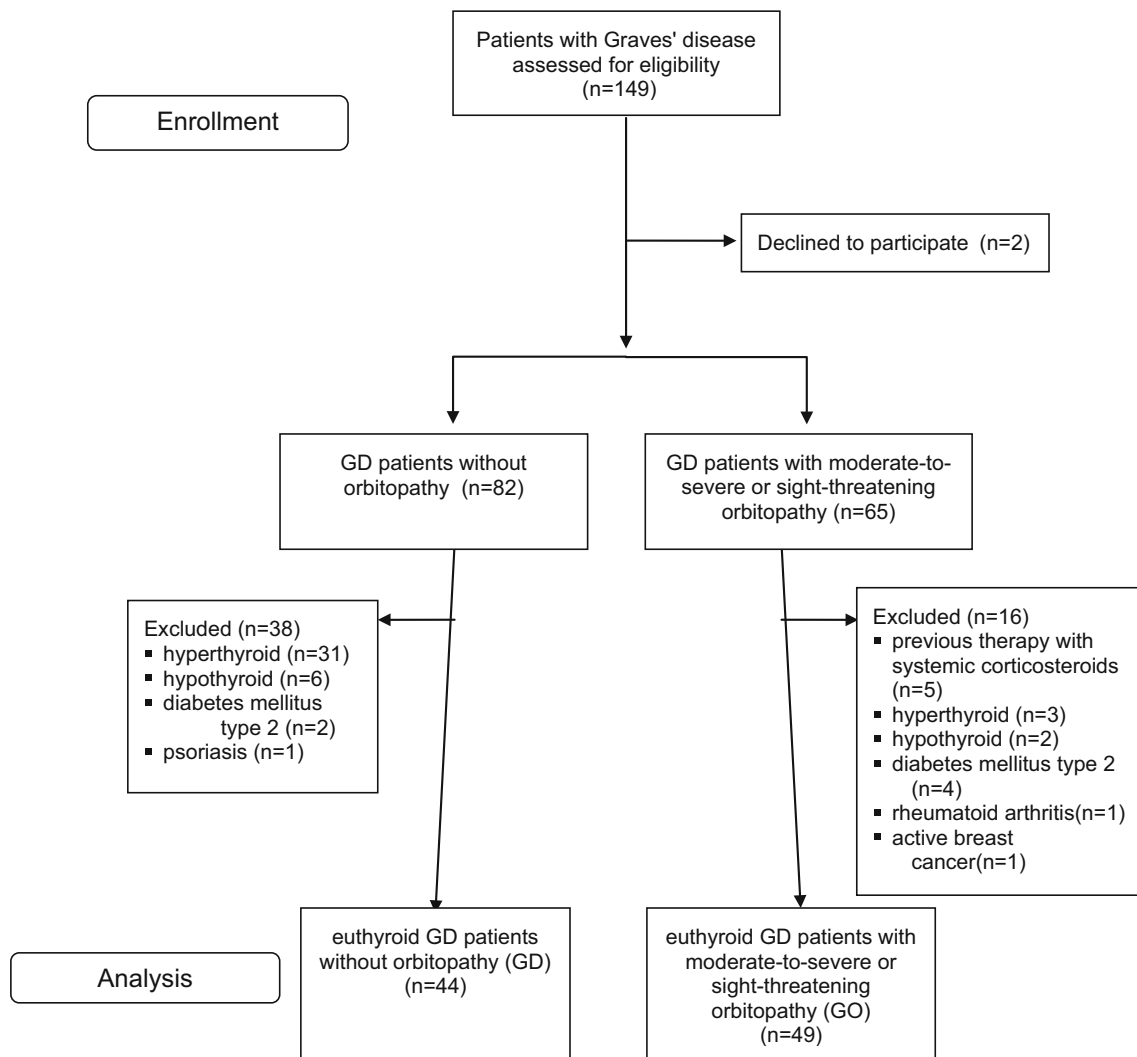 Patients with Graves' disease
assessed for eligibility
(n=149)
Enrollment
Declined to participate (n=2)
GD patients without
orbitopathy (n=82)
GD patients with moderate-to-
severe or sight-threatening
orbitopathy (n=65)
Excluded (n=38)
▪ hyperthyroid (n=31)
▪ hypothyroid (n=6)
▪ diabetes mellitus
type 2 (n=2)
▪ psoriasis (n=1)
Excluded (n=16)
▪ previous therapy with
systemic corticosteroids
(n=5)
▪ hyperthyroid (n=3)
▪ hypothyroid (n=2)
▪ diabetes mellitus type 2
(n=4)
▪ rheumatoid arthritis(n=1)
▪ active breast
cancer(n=1)
Analysis
euthyroid GD patients
without orbitopathy (GD)
(n=44)
euthyroid GD patients with
moderate-to-severe or
sight-threatening
orbitopathy (GO)
(n=49)